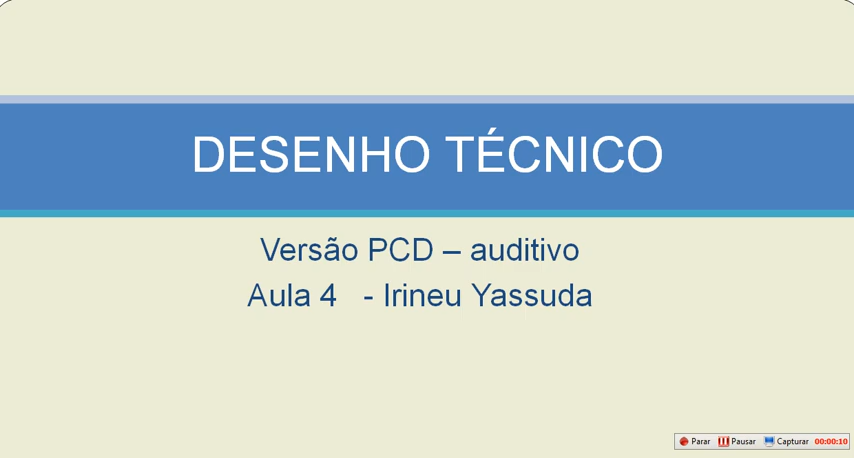 DESENHO TÉCNICO
Versão PCD – auditivo
Aula 4 - Irineu Yassuda
Parar Pausar Capturar 00:00:10